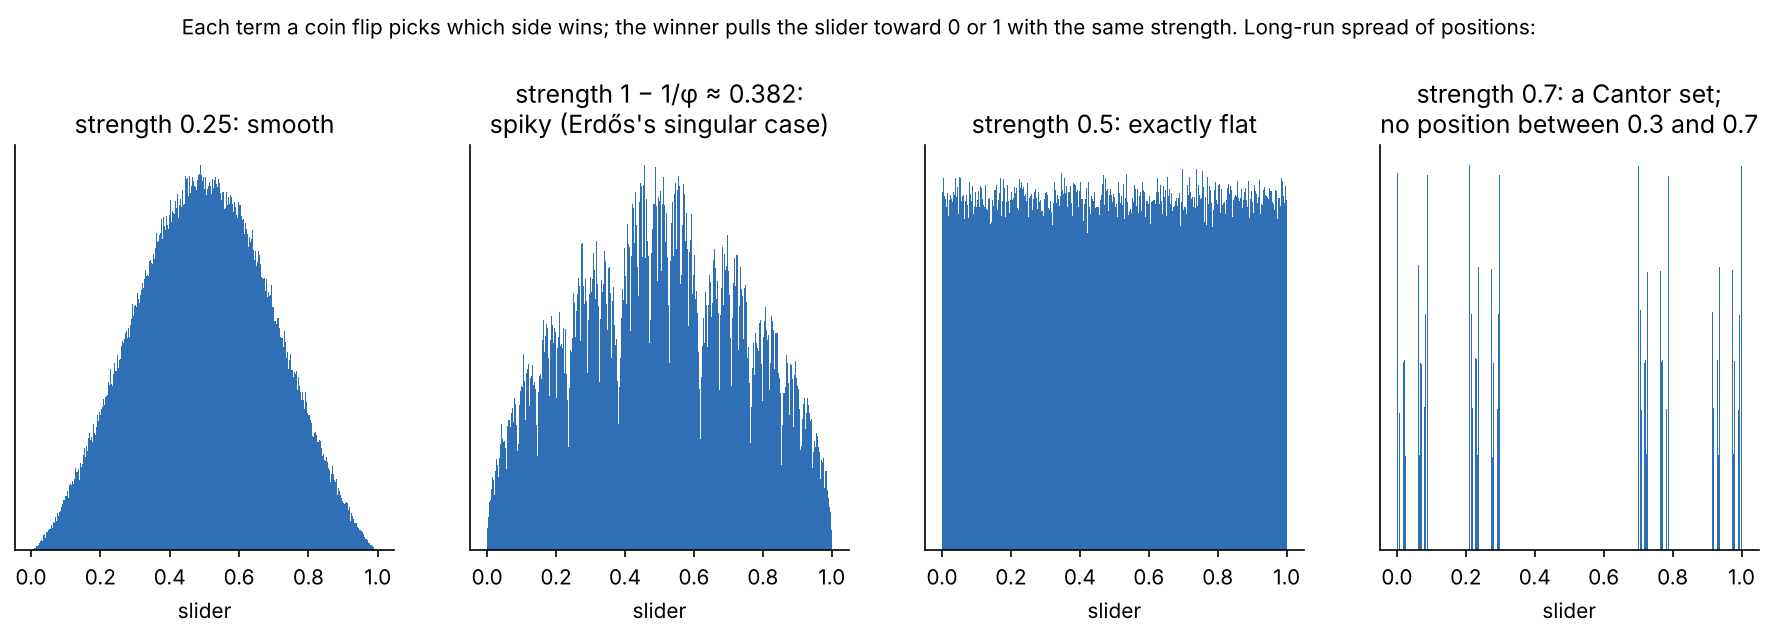 Each term a coin flip picks which side wins; the winner pulls the slider toward 0 or 1 with the same strength. Long-run spread of positions:
strength 0.25: smooth
0.0 0.2 0.4 0.6 0.8 1.0
slider
strength 1 − 1/φ ≈ 0.382:
spiky (Erdős's singular case)
0.0 0.2 0.4 0.6 0.8 1.0
slider
strength 0.5: exactly flat
0.0 0.2 0.4 0.6 0.8 1.0
slider
strength 0.7: a Cantor set;
no position between 0.3 and 0.7
0.0 0.2 0.4 0.6 0.8 1.0
slider